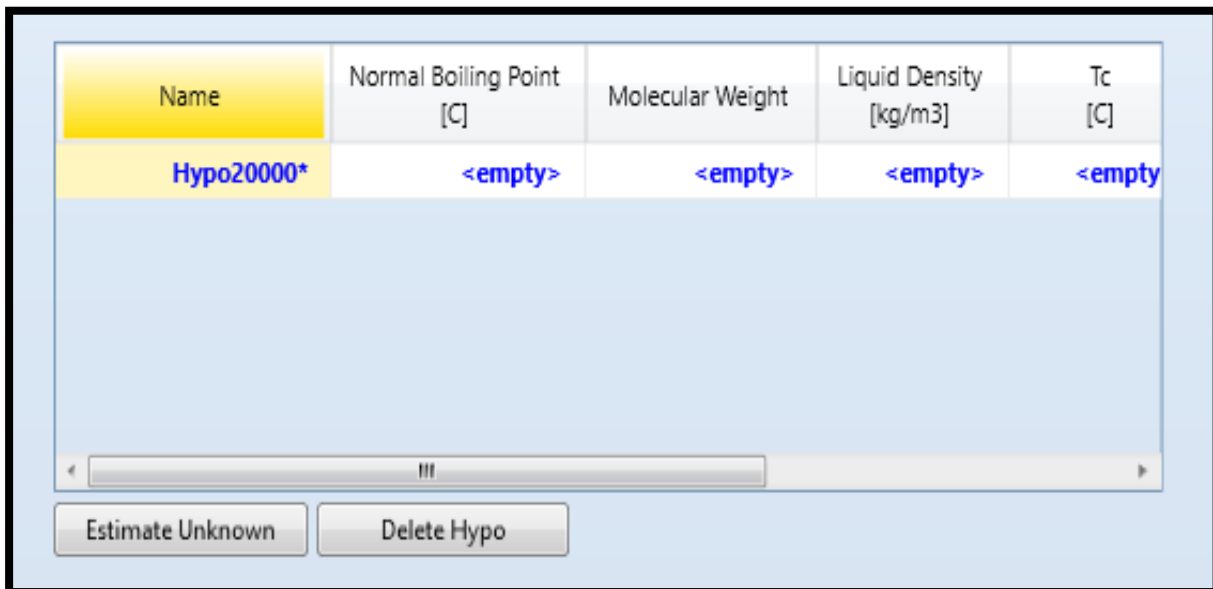 Name
Normal Boiling Point
[C]
Molecular Weight
Liquid Density
[kg/m3]
Tc
[C]
Hypo20000*
<empty>
<empty>
<empty>
<empty
Estimate Unknown
Delete Hypo